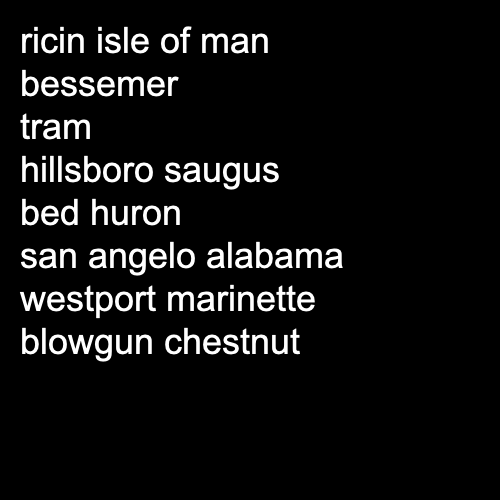 ricin isle of man
bessemer
tram
hillsboro saugus
bed huron
san angelo alabama
westport marinette
blowgun chestnut